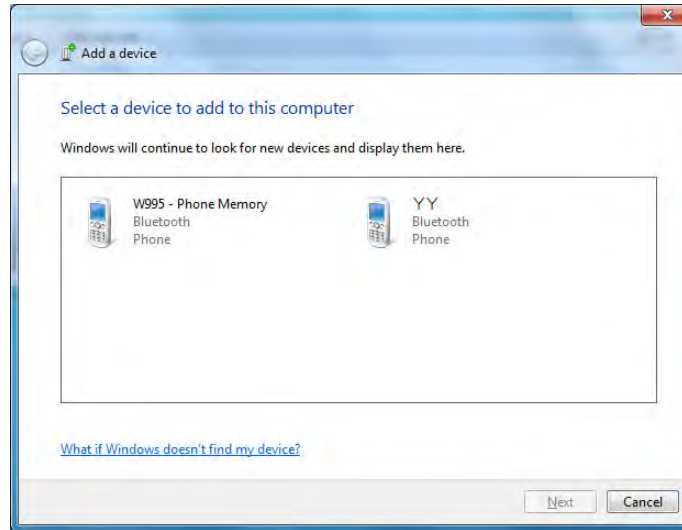 Add a device
Select a device to add to this computer
Windows will continue to look for new devices and display them here.
W995 - Phone Memory
Bluetooth
Phone
YY
Bluetooth
Phone
What if Windows doesn't find my device?
Next
Cancel